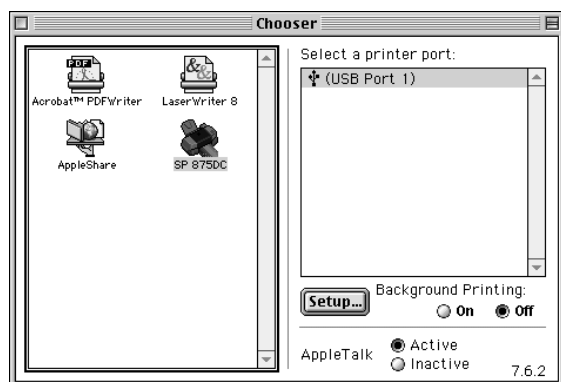 Chooser
PDF
Acrobat™ PDFWriter
LaserWriter 8
AppleShare
SP 875DC
Select a printer port:
(USB Port 1)
Setup...
Background Printing:
On
Off
AppleTalk
Active
Inactive
7.6.2